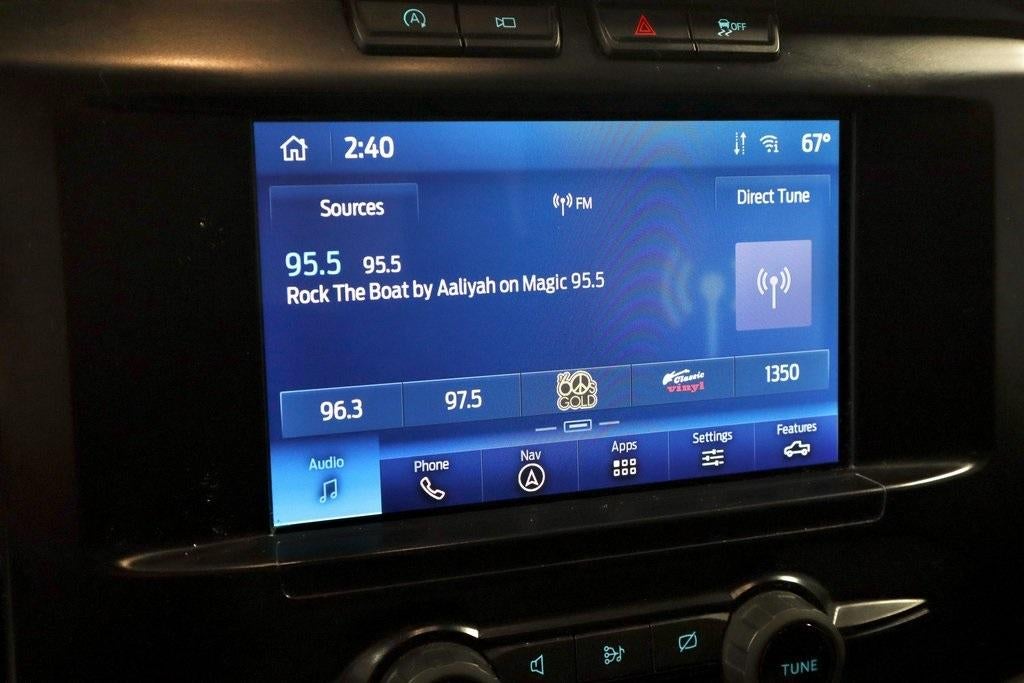 A
OFF
2:40
67°
Sources
FM
Direct Tune
95.5 95.5
Rock The Boat by Aaliyah on Magic 95.5
96.3
97.5
60s
GOLD
Classic
vinyl
1350
Audio
Phone
Nav
Apps
Settings
Features
TUNE